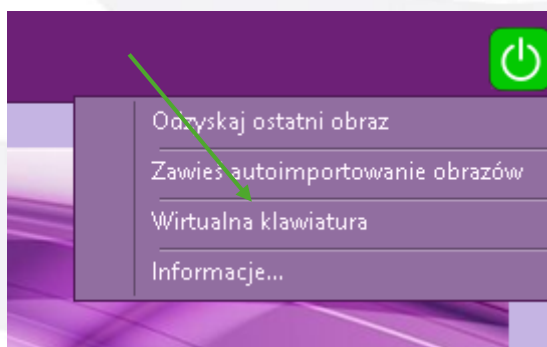 Odzyskaj ostatni obraz
Zawieś autoimportowanie obrazów
Wirtualna klawiatura
Informacje...